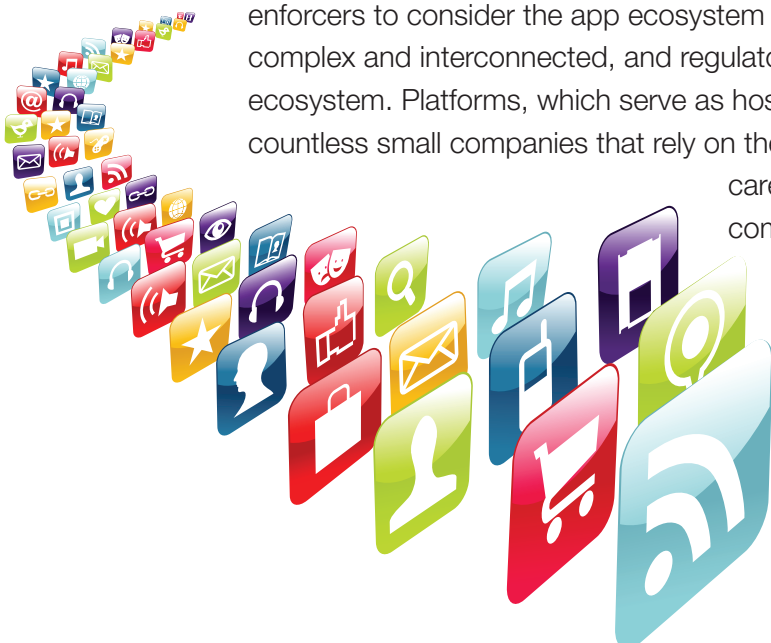 enforcers to consider the app ecosystem
complex and interconnected, and
ecosystem. Platforms, which serve as
countless small companies that rely on
@